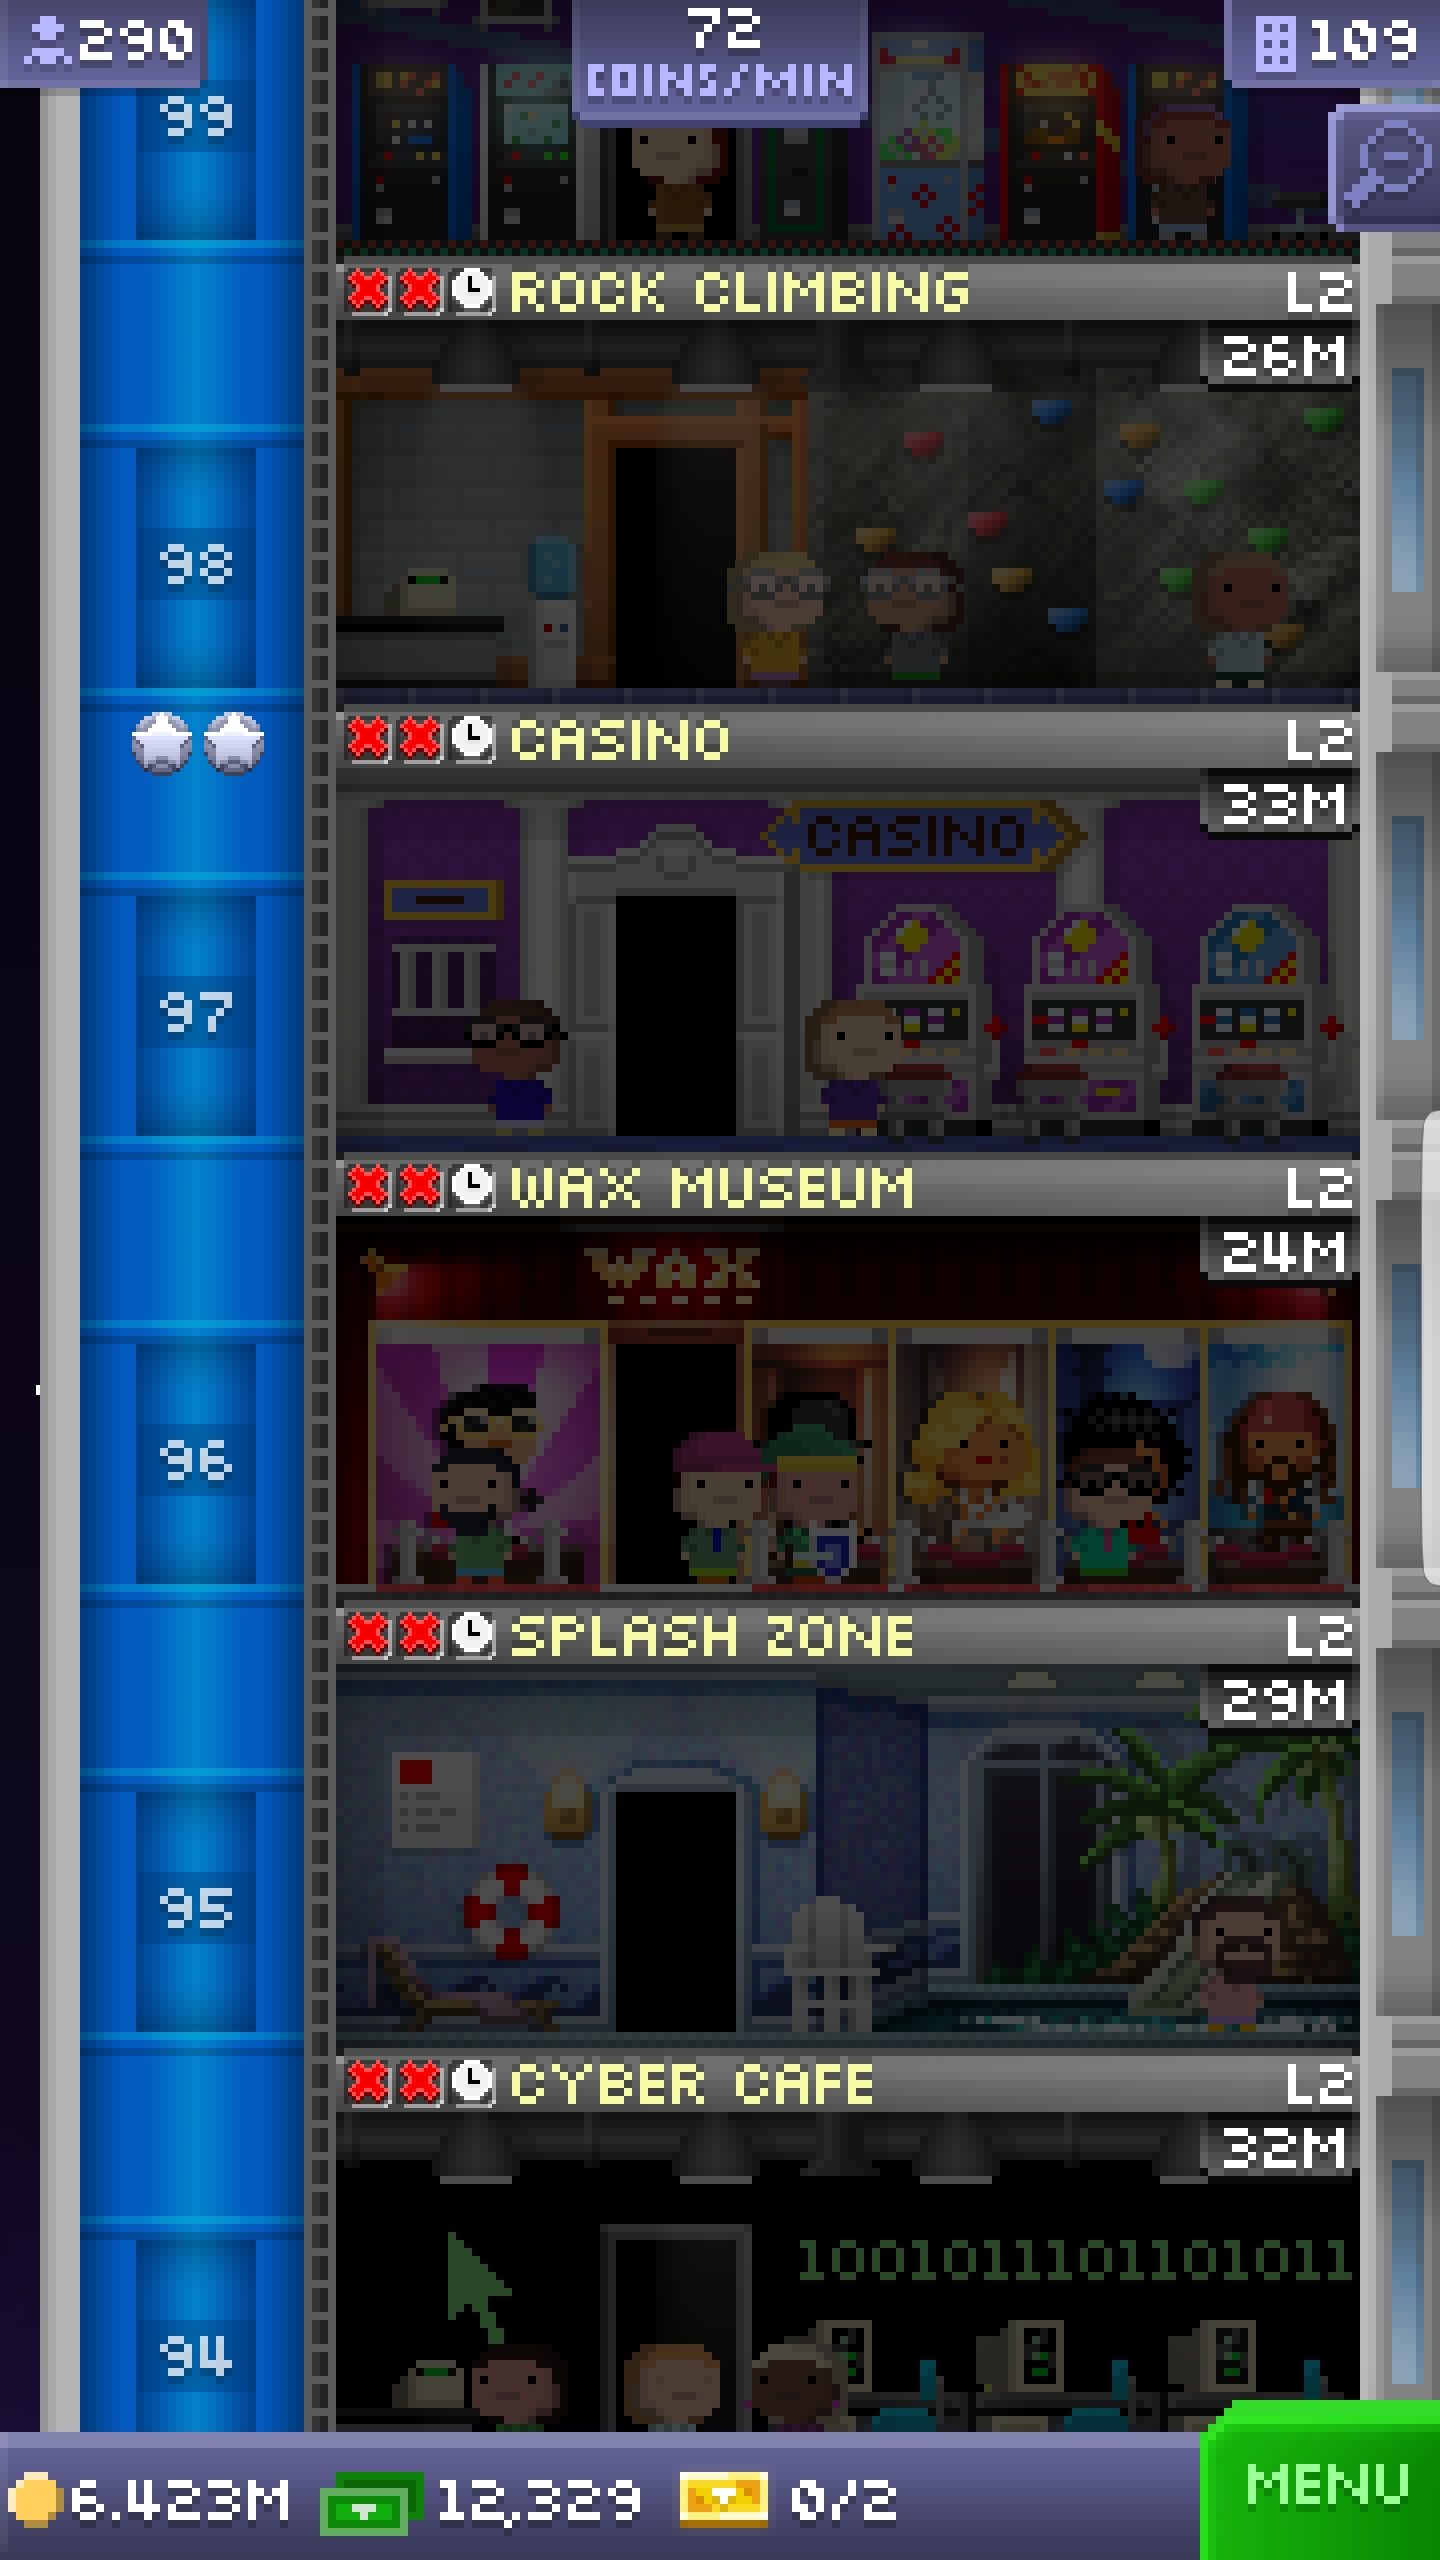 290
72
COINS/MIN
109
99
ROCK CLIMBING L2
26M
98
CASINO L2
33M
CASINO
97
WAX MUSEUM L2
24M
WAX
96
SPLASH ZONE L2
29M
95
CYBER CAFE L2
32M
1001011101101011
94
6.423M 12,329 0/2
MENU